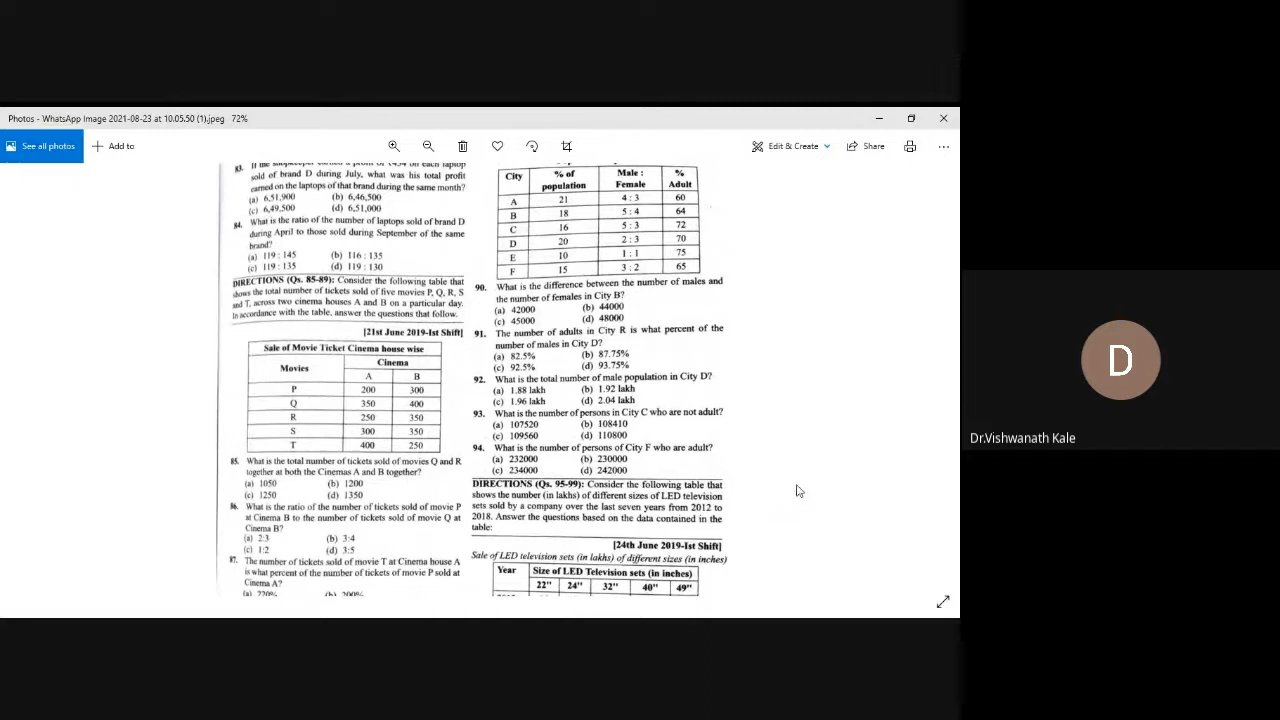 Photos - WhatsApp Image 2021-08-23 at 10.05.50 (1).jpeg 72%
See all photos
Add to
Edit & Create
Share
83. If the shopkeeper earned a profit of on each laptop
sold of brand D during July, what was his total profit
earned on the laptops of that brand during the same month?
(a) 6,51,900 (b) 6,46,500
(c) 6,49,500 (d) 6,51,000
84. What is the ratio of the number of laptops sold of brand D
during April to those sold during September of the same
brand?
(a) 119 : 145 (b) 116 : 135
(c) 119 : 135 (d) 119 : 130
DIRECTIONS (Qs. 85-89): Consider the following table that
shows the total number of tickets sold of five movies P, Q, R, S
and T, across two cinema houses A and B on a particular day.
In accordance with the table, answer the questions that follow.
[21st June 2019-Ist Shift]
Sale of Movie Ticket Cinema house wise
Movies Cinema
A B
P 200 300
Q 350 400
R 250 350
S 300 350
T 400 250
85. What is the total number of tickets sold of movies Q and R
together at both the Cinemas A and B together?
(a) 1050 (b) 1200
(c) 1250 (d) 1350
86. What is the ratio of the number of tickets sold of movie P
at Cinema B to the number of tickets sold of movie Q at
Cinema B?
(a) 2:3 (b) 3:4
(c) 1:2 (d) 3:5
87. The number of tickets sold of movie T at Cinema house A
is what percent of the number of tickets of movie P sold at
Cinema A?
(a) 220% (b) 200%
City % of population Male : Female % Adult
A 21 4 : 3 60
B 18 5 : 4 64
C 16 5 : 3 72
D 20 2 : 3 70
E 10 1 : 1 75
F 15 3 : 2 65
90. What is the difference between the number of males and
the number of females in City B?
(a) 42000 (b) 44000
(c) 45000 (d) 48000
91. The number of adults in City R is what percent of the
number of males in City D?
(a) 82.5% (b) 87.75%
(c) 92.5% (d) 93.75%
92. What is the total number of male population in City D?
(a) 1.88 lakh (b) 1.92 lakh
(c) 1.96 lakh (d) 2.04 lakh
93. What is the number of persons in City C who are not adult?
(a) 107520 (b) 108410
(c) 109560 (d) 110800
94. What is the number of persons of City F who are adult?
(a) 232000 (b) 230000
(c) 234000 (d) 242000
DIRECTIONS (Qs. 95-99): Consider the following table that
shows the number (in lakhs) of different sizes of LED television
sets sold by a company over the last seven years from 2012 to
2018. Answer the questions based on the data contained in the
table:
[24th June 2019-Ist Shift]
Sale of LED television sets (in lakhs) of different sizes (in inches)
Year Size of LED Television sets (in inches)
22" 24" 32" 40" 49"
D
Dr.Vishwanath Kale